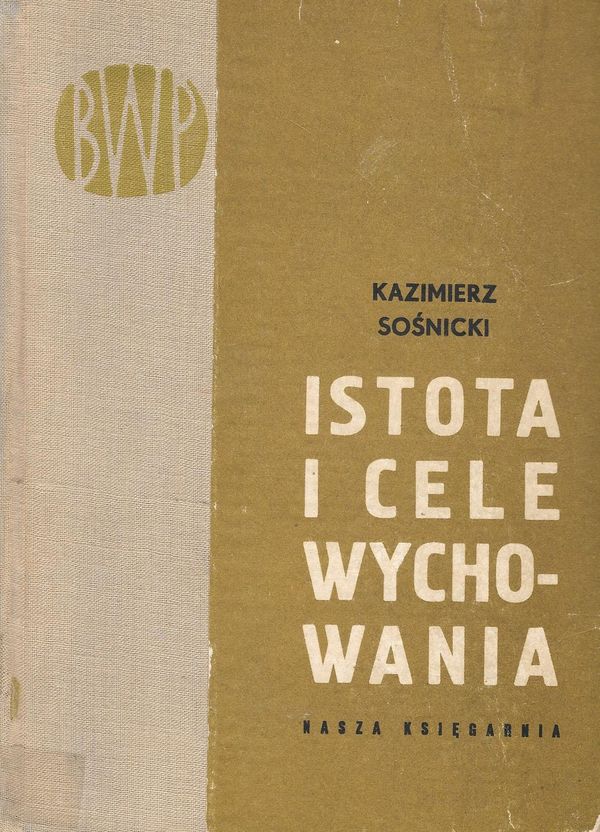 BWP
KAZIMIERZ
SOŚNICKI
ISTOTA
I CELE
WYCHO-
WANIA
NASZA KSIĘGARNIA